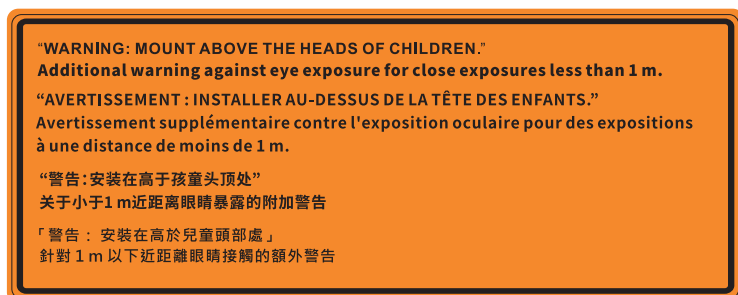 “WARNING: MOUNT ABOVE THE HEADS OF CHILDREN.”
Additional warning against eye exposure for close exposures less than 1 m.
“AVERTISSEMENT : INSTALLER AU-DESSUS DE LA TÊTE DES ENFANTS.”
Avertissement supplémentaire contre l'exposition oculaire pour des expositions
à une distance de moins de 1 m.
“警告:安装在高于孩童头顶处”
关于小于1 m近距离眼睛暴露的附加警告
「警告： 安裝在高於兒童頭部處」
針對 1 m 以下近距離眼睛接觸的額外警告